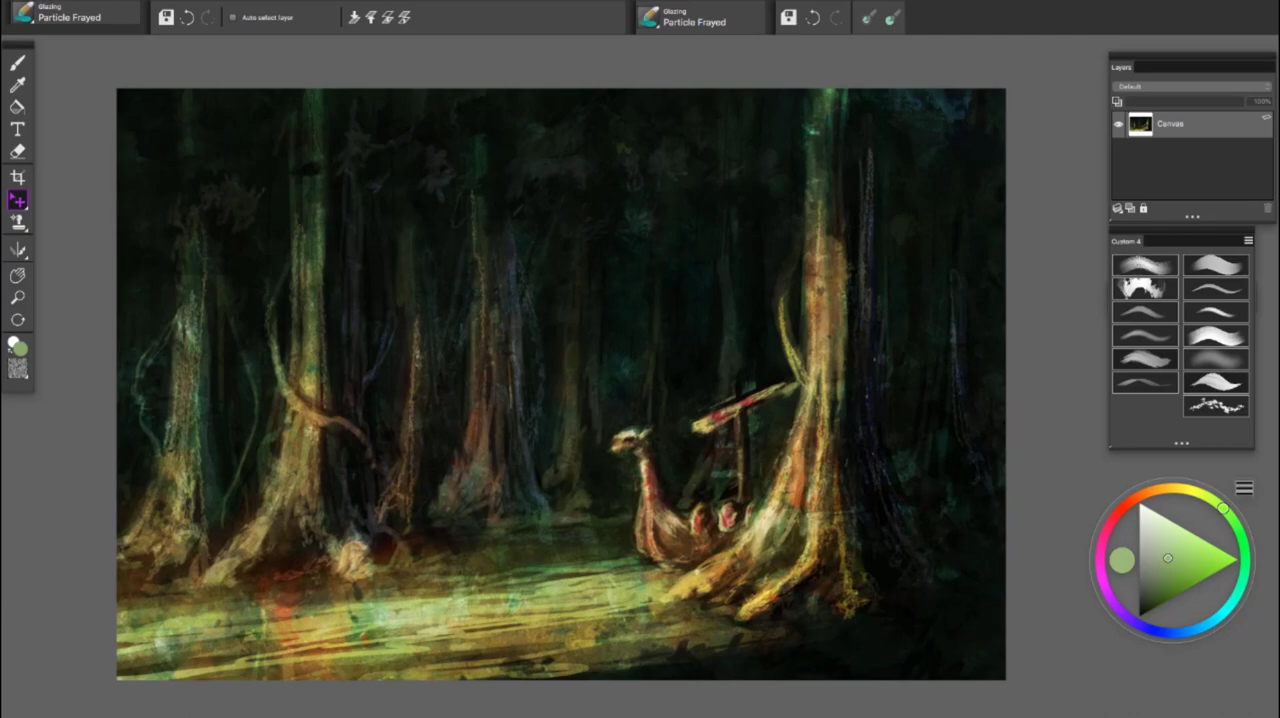 Glazing
Particle Frayed
Auto select layer
Glazing
Particle Frayed
Layers
Default
100%
Canvas
Custom 4